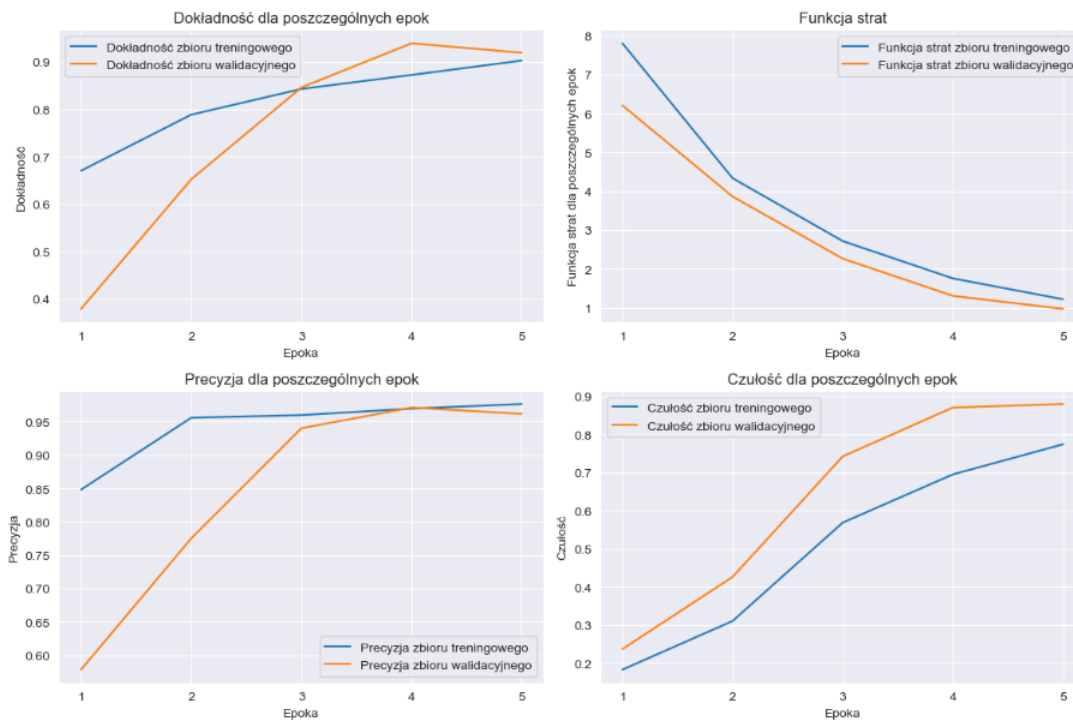 Dokładność dla poszczególnych epok
Dokładność zbioru treningowego
Dokładność zbioru walidacyjnego
0.9
0.8
0.7
0.6
0.5
0.4
Dokładność
1 2 3 4 5
Epoka
Funkcja strat
Funkcja strat zbioru treningowego
Funkcja strat zbioru walidacyjnego
8
7
6
5
4
3
2
1
Funkcja strat dla poszczególnych epok
1 2 3 4 5
Epoka
Precyzja dla poszczególnych epok
0.95
0.90
0.85
0.80
0.75
0.70
0.65
0.60
Precyzja
Precyzja zbioru treningowego
Precyzja zbioru walidacyjnego
1 2 3 4 5
Epoka
Czułość dla poszczególnych epok
Czułość zbioru treningowego
Czułość zbioru walidacyjnego
0.9
0.8
0.7
0.6
0.5
0.4
0.3
0.2
Czułość
1 2 3 4 5
Epoka